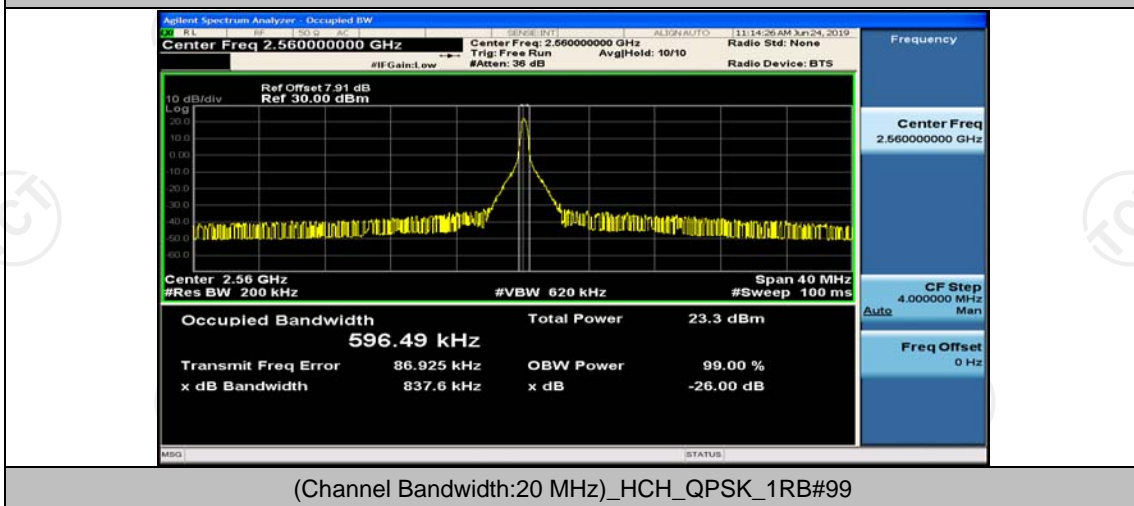 Agilent Spectrum Analyzer - Occupied BW
RL RF 50 Ω AC SENSE:INT ALIGN AUTO 11:14:26 AM Jun 24, 2019
Center Freq 2.560000000 GHz Center Freq: 2.560000000 GHz Radio Std: None Frequency
Trig: Free Run Avg|Hold: 10/10
#IFGain:Low #Atten: 36 dB Radio Device: BTS
Ref Offset 7.91 dB
10 dB/div Ref 30.00 dBm
Log
20.0
10.0
0.00
-10.0
-20.0
-30.0
-40.0
-50.0
-60.0
Center 2.56 GHz Span 40 MHz
#Res BW 200 kHz #VBW 620 kHz #Sweep 100 ms
Occupied Bandwidth Total Power 23.3 dBm
596.49 kHz
Transmit Freq Error 86.925 kHz OBW Power 99.00 %
x dB Bandwidth 837.6 kHz x dB -26.00 dB
Center Freq
2.560000000 GHz
CF Step
4.000000 MHz
Auto Man
Freq Offset
0 Hz
MSG STATUS
(Channel Bandwidth:20 MHz)_HCH_QPSK_1RB#99